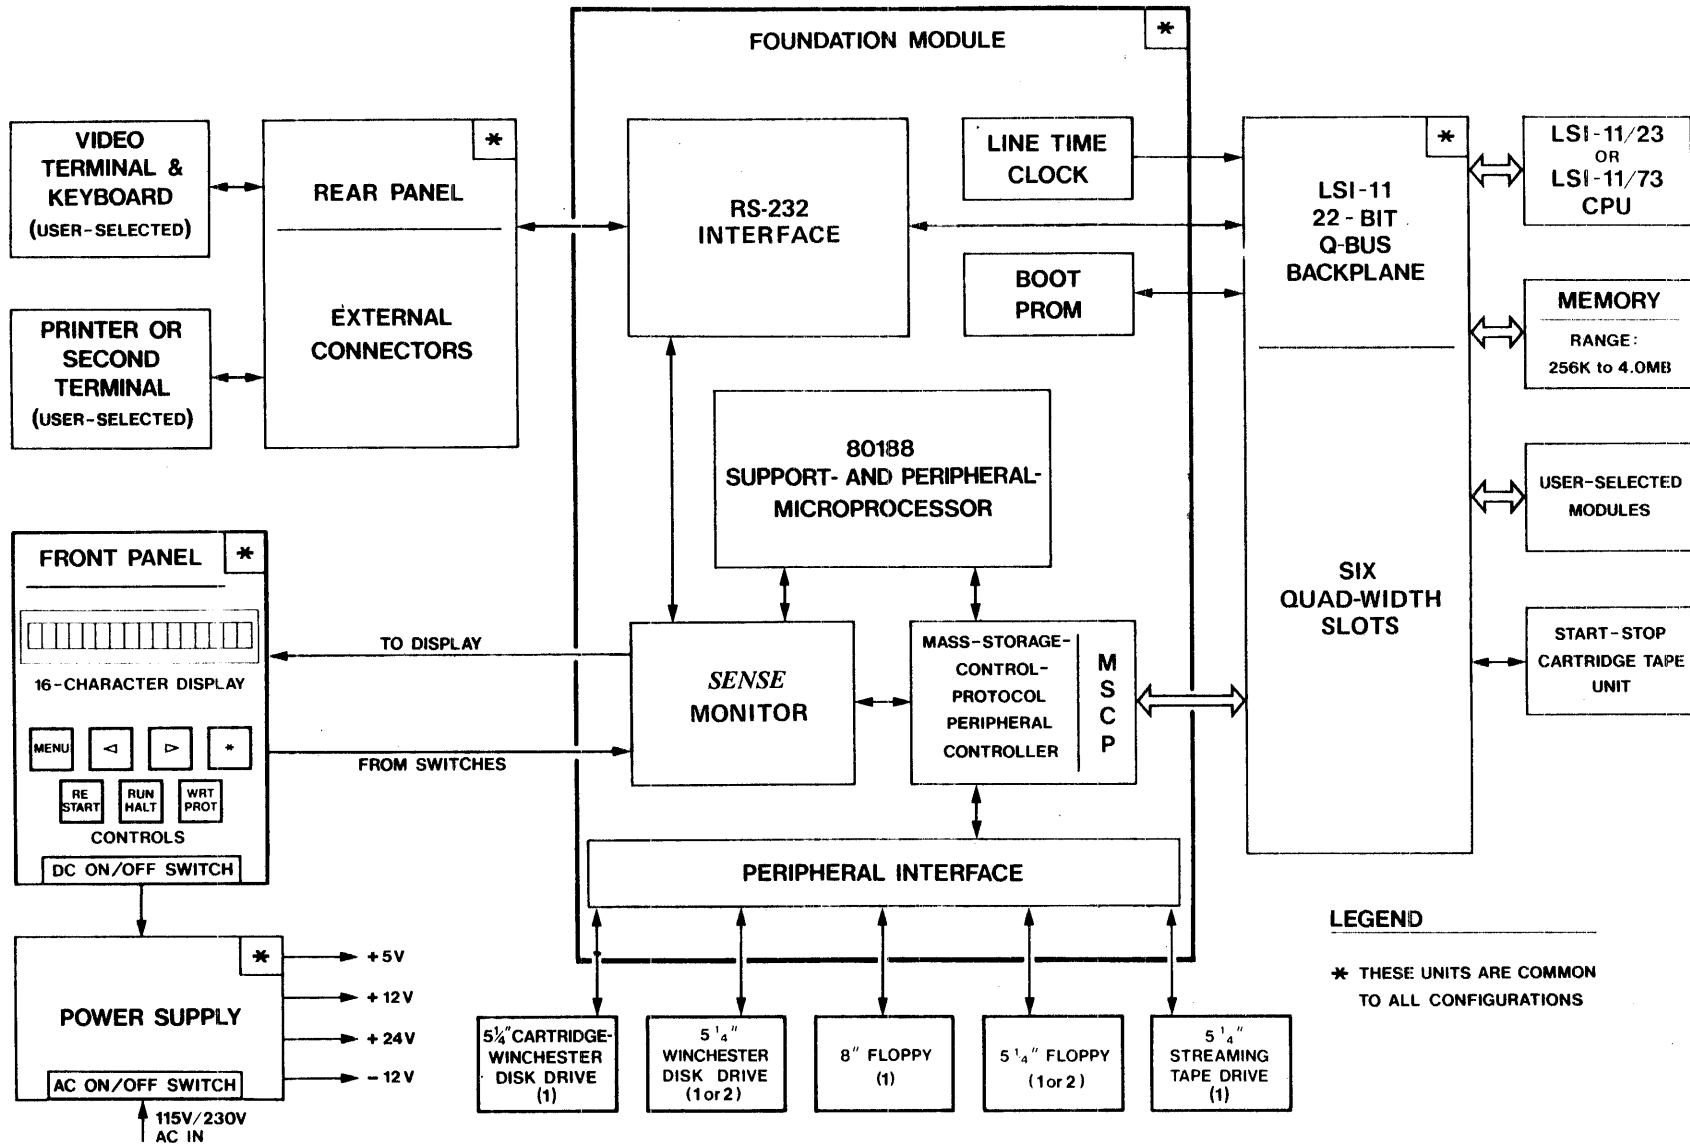 FOUNDATION MODULE
*
VIDEO
TERMINAL &
KEYBOARD
(USER-SELECTED)
PRINTER OR
SECOND
TERMINAL
(USER-SELECTED)
*
REAR PANEL
EXTERNAL
CONNECTORS
RS-232
INTERFACE
LINE TIME
CLOCK
BOOT
PROM
80188
SUPPORT- AND PERIPHERAL-
MICROPROCESSOR
*
LSI-11
22-BIT
Q-BUS
BACKPLANE
SIX
QUAD-WIDTH
SLOTS
LSI-11/23
OR
LSI-11/73
CPU
MEMORY
RANGE:
256K to 4.0MB
USER-SELECTED
MODULES
START-STOP
CARTRIDGE TAPE
UNIT
FRONT PANEL
*
16-CHARACTER DISPLAY
MENU
◁
▷
*
RE
START
RUN
HALT
WRT
PROT
CONTROLS
DC ON/OFF SWITCH
TO DISPLAY
FROM SWITCHES
SENSE
MONITOR
MASS-STORAGE-
CONTROL-
PROTOCOL
PERIPHERAL
CONTROLLER
M
S
C
P
PERIPHERAL INTERFACE
*
POWER SUPPLY
AC ON/OFF SWITCH
115V/230V
AC IN
+5V
+12V
+24V
-12V
5¼" CARTRIDGE-
WINCHESTER
DISK DRIVE
(1)
5¼"
WINCHESTER
DISK DRIVE
(1or2)
8" FLOPPY
(1)
5¼" FLOPPY
(1or2)
5¼"
STREAMING
TAPE DRIVE
(1)
LEGEND
* THESE UNITS ARE COMMON
TO ALL CONFIGURATIONS